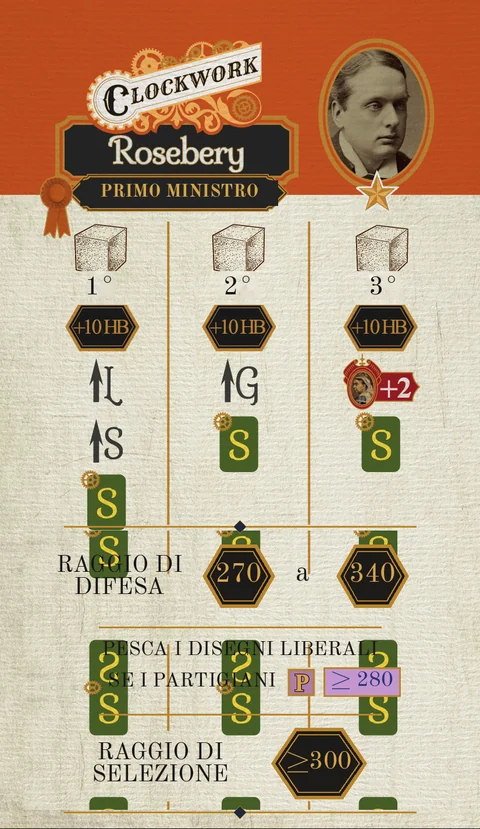 CLOCKWORK
Rosebery
PRIMO MINISTRO
1° 2° 3°
+10 HB +10 HB +10 HB
L G +2
S S S
S
S
RAGGIO DI
DIFESA
270 a 340
PESCA I DISEGNI LIBERALI
SE I PARTIGIANI P ≥ 280
S S S
RAGGIO DI
SELEZIONE
≥300